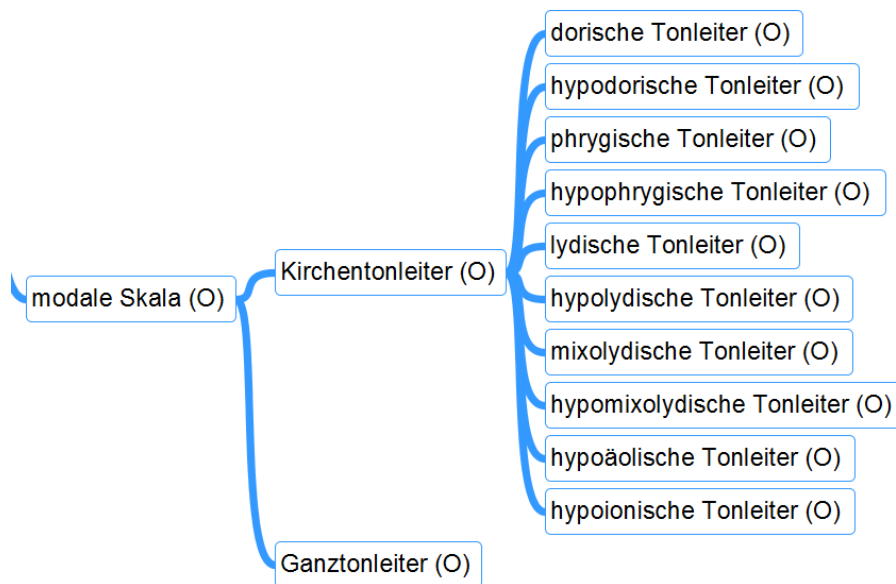 dorische Tonleiter (O)
hypodorische Tonleiter (O)
phrygische Tonleiter (O)
hypophrygische Tonleiter (O)
lydische Tonleiter (O)
Kirchentonleiter (O)
modale Skala (O)
hypolydische Tonleiter (O)
mixolydische Tonleiter (O)
hypomixolydische Tonleiter (O)
hypoäolische Tonleiter (O)
hypoionische Tonleiter (O)
Ganztonleiter (O)